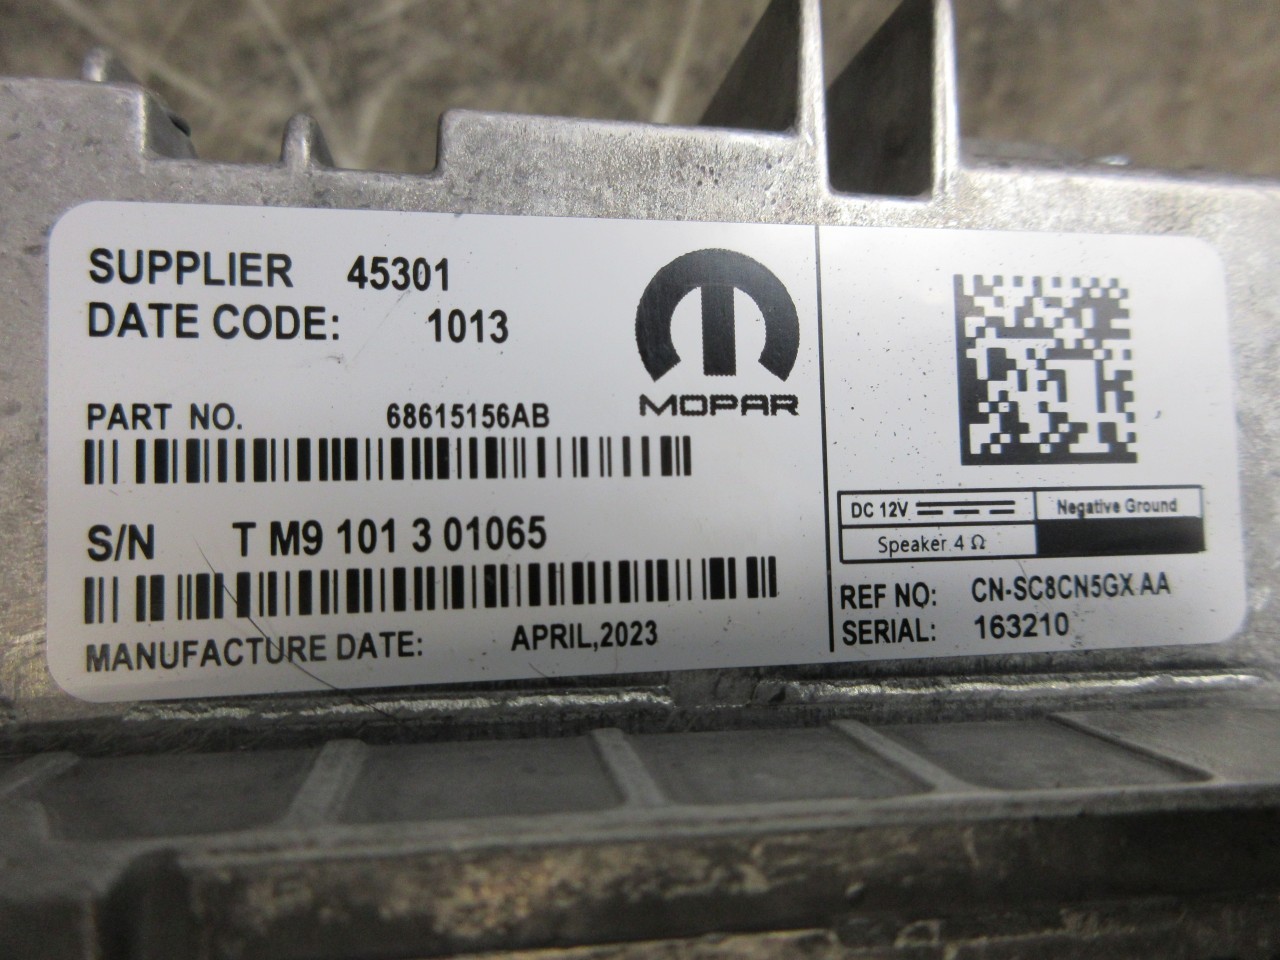 SUPPLIER 45301
DATE CODE: 1013
MOPAR
PART NO. 68615156AB
S/N T M9 101 3 01065
MANUFACTURE DATE: APRIL,2023
DC 12V Negative Ground
Speaker 4 Ω
REF NO: CN-SC8CN5GX AA
SERIAL: 163210